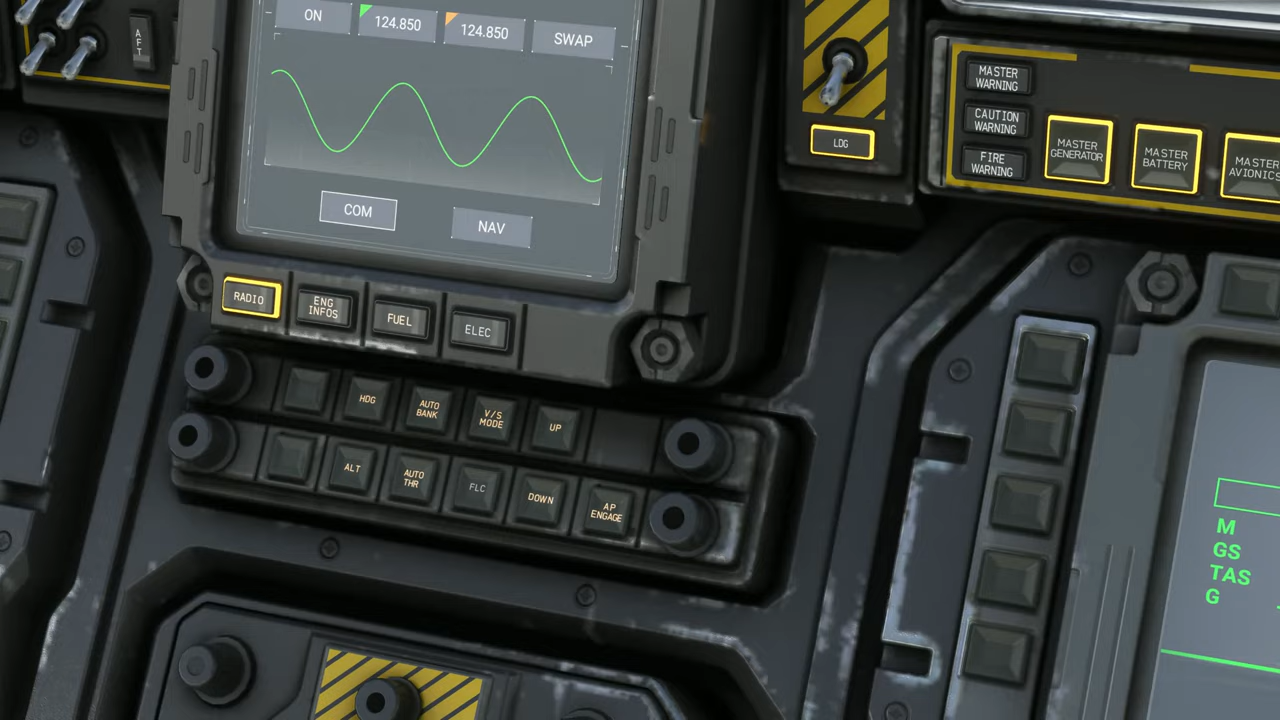 AFT
ON
124.850
124.850
SWAP
COM
NAV
RADIO
ENG
INFOS
FUEL
ELEC
HDG
AUTO
BANK
V/S
MODE
UP
ALT
AUTO
THR
FLC
DOWN
AP
ENGAGE
LDG
MASTER
WARNING
CAUTION
WARNING
FIRE
WARNING
MASTER
GENERATOR
MASTER
BATTERY
MASTER
AVIONICS
M
GS
TAS
G